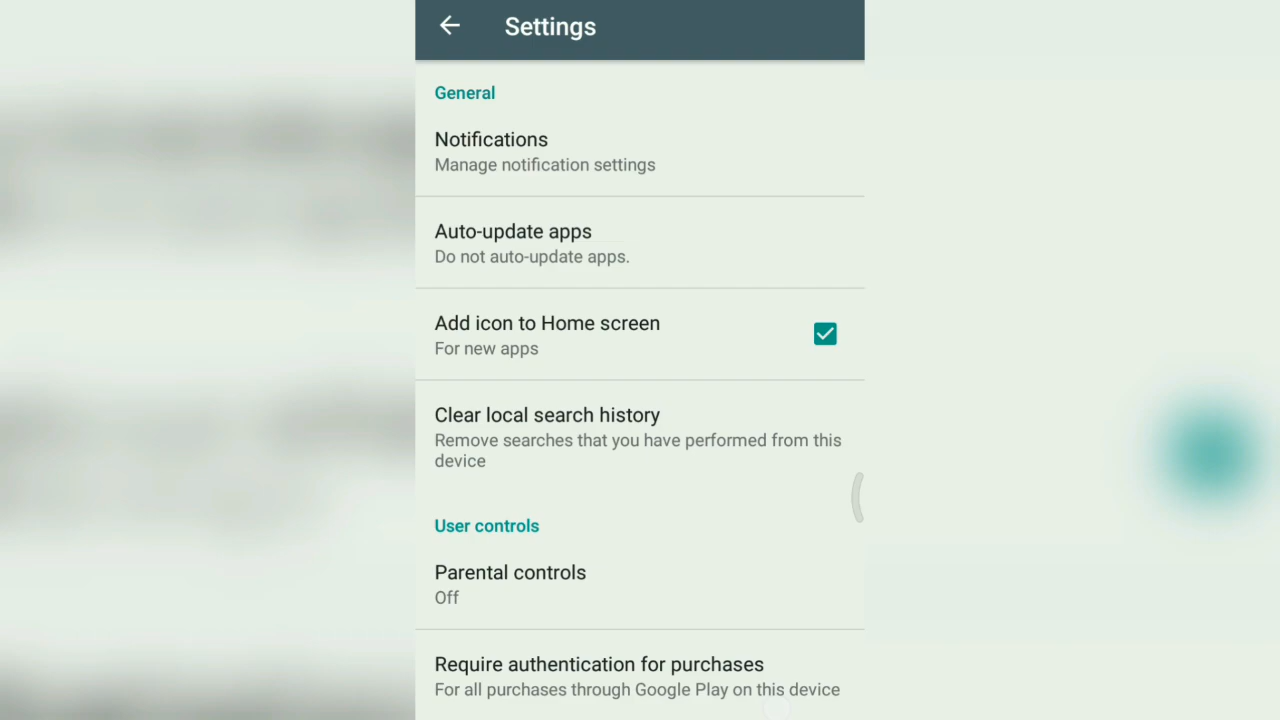 Settings
General
Notifications
Manage notification settings
Auto-update apps
Do not auto-update apps.
Add icon to Home screen
For new apps
Clear local search history
Remove searches that you have performed from this
device
User controls
Parental controls
Off
Require authentication for purchases
For all purchases through Google Play on this device